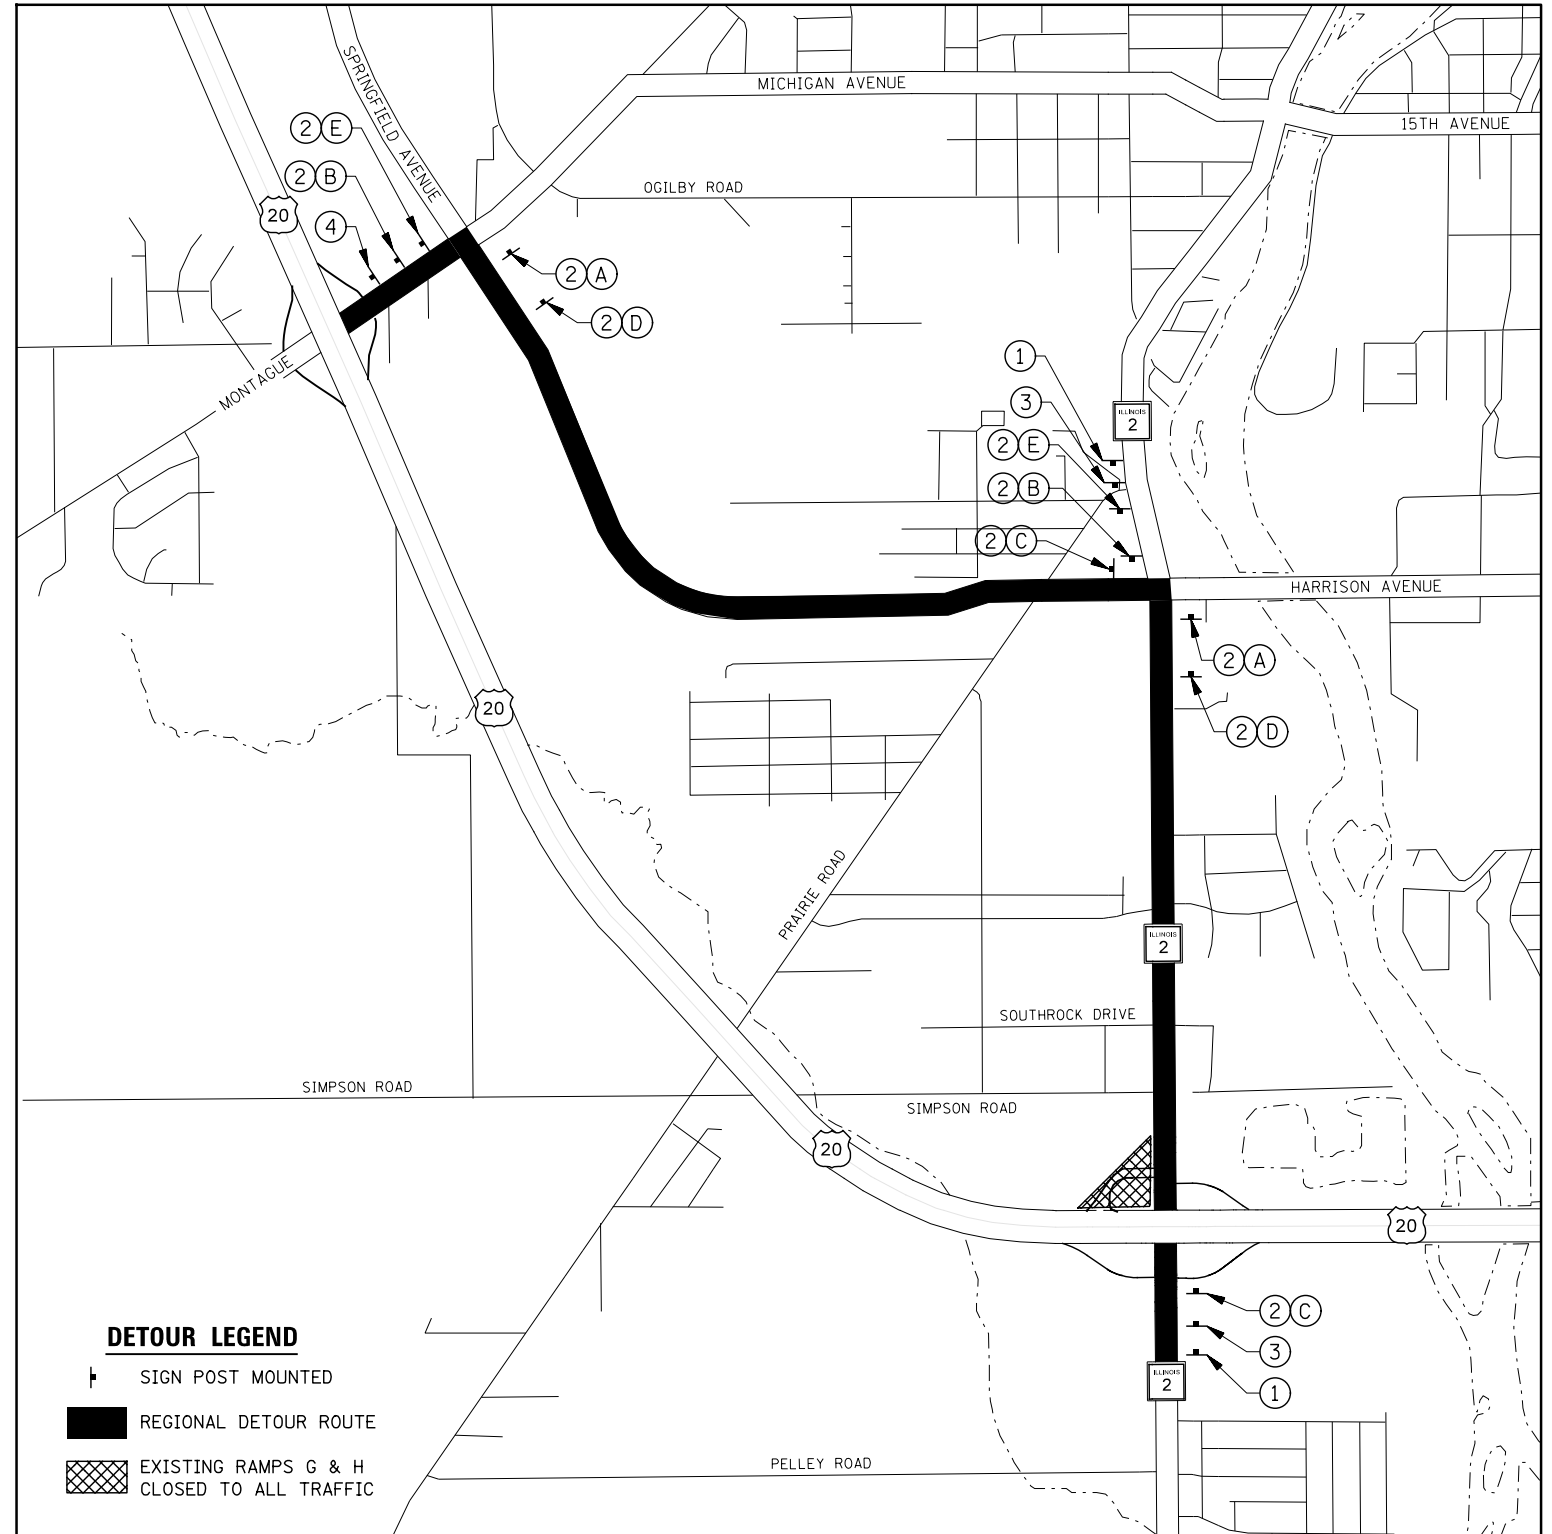 SPRINGFIELD AVENUE
MICHIGAN AVENUE
15TH AVENUE
2 E
2 B
4
20
OGILBY ROAD
2 A
2 D
MONTAGUE
1
3
2 E
2 B
2 C
ILLINOIS
2
HARRISON AVENUE
2 A
2 D
20
PRAIRIE ROAD
ILLINOIS
2
SOUTHROCK DRIVE
SIMPSON ROAD
SIMPSON ROAD
20
20
2 C
3
1
ILLINOIS
2
PELLEY ROAD
DETOUR LEGEND
SIGN POST MOUNTED
REGIONAL DETOUR ROUTE
EXISTING RAMPS G & H
CLOSED TO ALL TRAFFIC